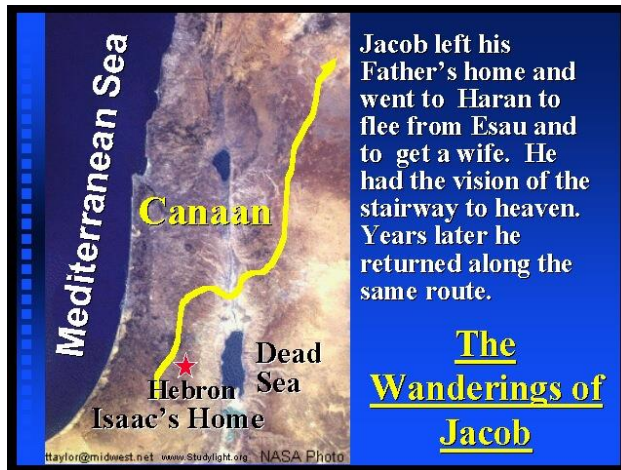 Mediterranean Sea
Canaan
Dead
Sea
Hebron
Isaac's Home
ttaylor@midwest.net www.Studylight.org NASA Photo
Jacob left his
Father's home and
went to Haran to
flee from Esau and
to get a wife. He
had the vision of the
stairway to heaven.
Years later he
returned along the
same route.
The
Wanderings of
Jacob